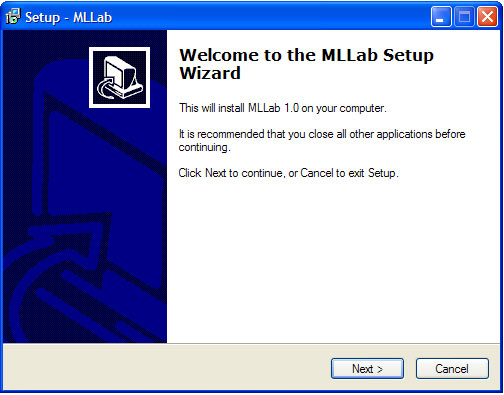 Setup - MLLab
Welcome to the MLLab Setup
Wizard
This will install MLLab 1.0 on your computer.
It is recommended that you close all other applications before
continuing.
Click Next to continue, or Cancel to exit Setup.
Next >
Cancel